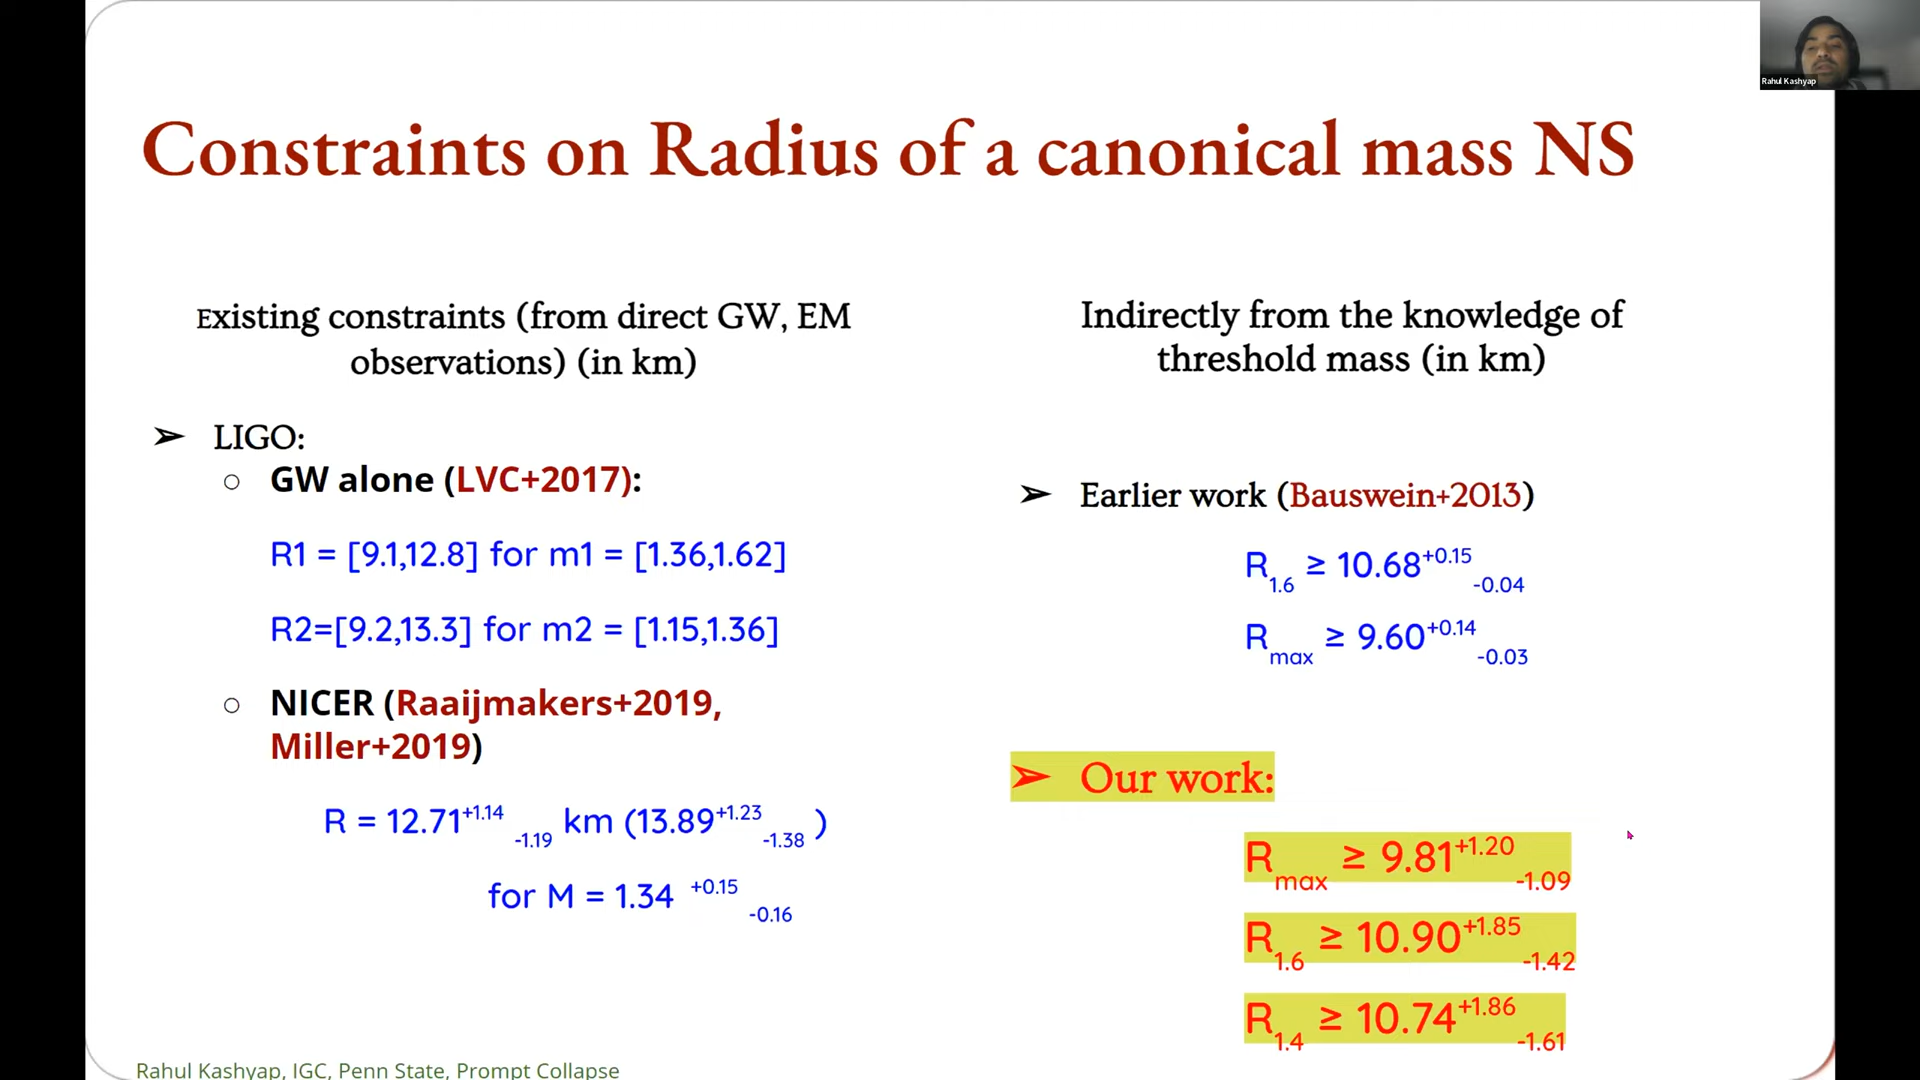 Rahul Kashyap
Constraints on Radius of a canonical mass NS
Existing constraints (from direct GW, EM
observations) (in km)
➢ LIGO:
○ GW alone (LVC+2017):
R1 = [9.1,12.8] for m1 = [1.36,1.62]
R2=[9.2,13.3] for m2 = [1.15,1.36]
○ NICER (Raaijmakers+2019,
Miller+2019)
R = 12.71+1.14 -1.19 km (13.89+1.23 -1.38 )
for M = 1.34 +0.15 -0.16
Indirectly from the knowledge of
threshold mass (in km)
➢ Earlier work (Bauswein+2013)
R1.6 ≥ 10.68+0.15 -0.04
Rmax ≥ 9.60+0.14 -0.03
➢ Our work:
Rmax ≥ 9.81+1.20 -1.09
R1.6 ≥ 10.90+1.85 -1.42
R1.4 ≥ 10.74+1.86 -1.61
Rahul Kashyap, IGC, Penn State, Prompt Collapse